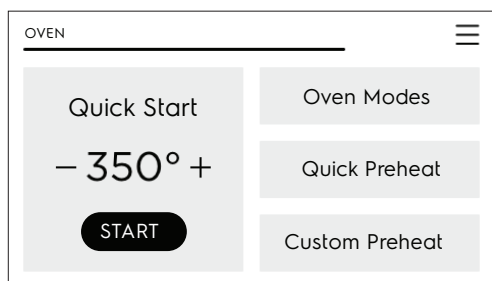 OVEN
Quick Start
− 350° +
START
Oven Modes
Quick Preheat
Custom Preheat